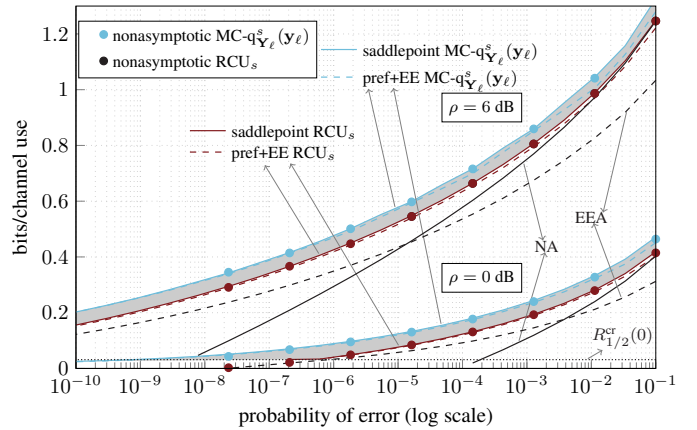 nonasymptotic MC-q^s_{Y_ℓ}(y_ℓ)
nonasymptotic RCU_s
saddlepoint MC-q^s_{Y_ℓ}(y_ℓ)
pref+EE MC-q^s_{Y_ℓ}(y_ℓ)
ρ = 6 dB
saddlepoint RCU_s
pref+EE RCU_s
EEA
NA
ρ = 0 dB
R^{cr}_{1/2}(0)
bits/channel use
1.2
1
0.8
0.6
0.4
0.2
0
10^{-10} 10^{-9} 10^{-8} 10^{-7} 10^{-6} 10^{-5} 10^{-4} 10^{-3} 10^{-2} 10^{-1}
probability of error (log scale)